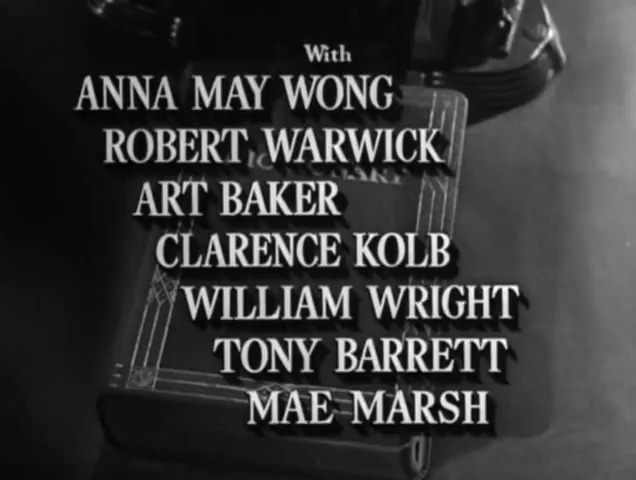 With
ANNA MAY WONG
ROBERT WARWICK
ART BAKER
CLARENCE KOLB
WILLIAM WRIGHT
TONY BARRETT
MAE MARSH